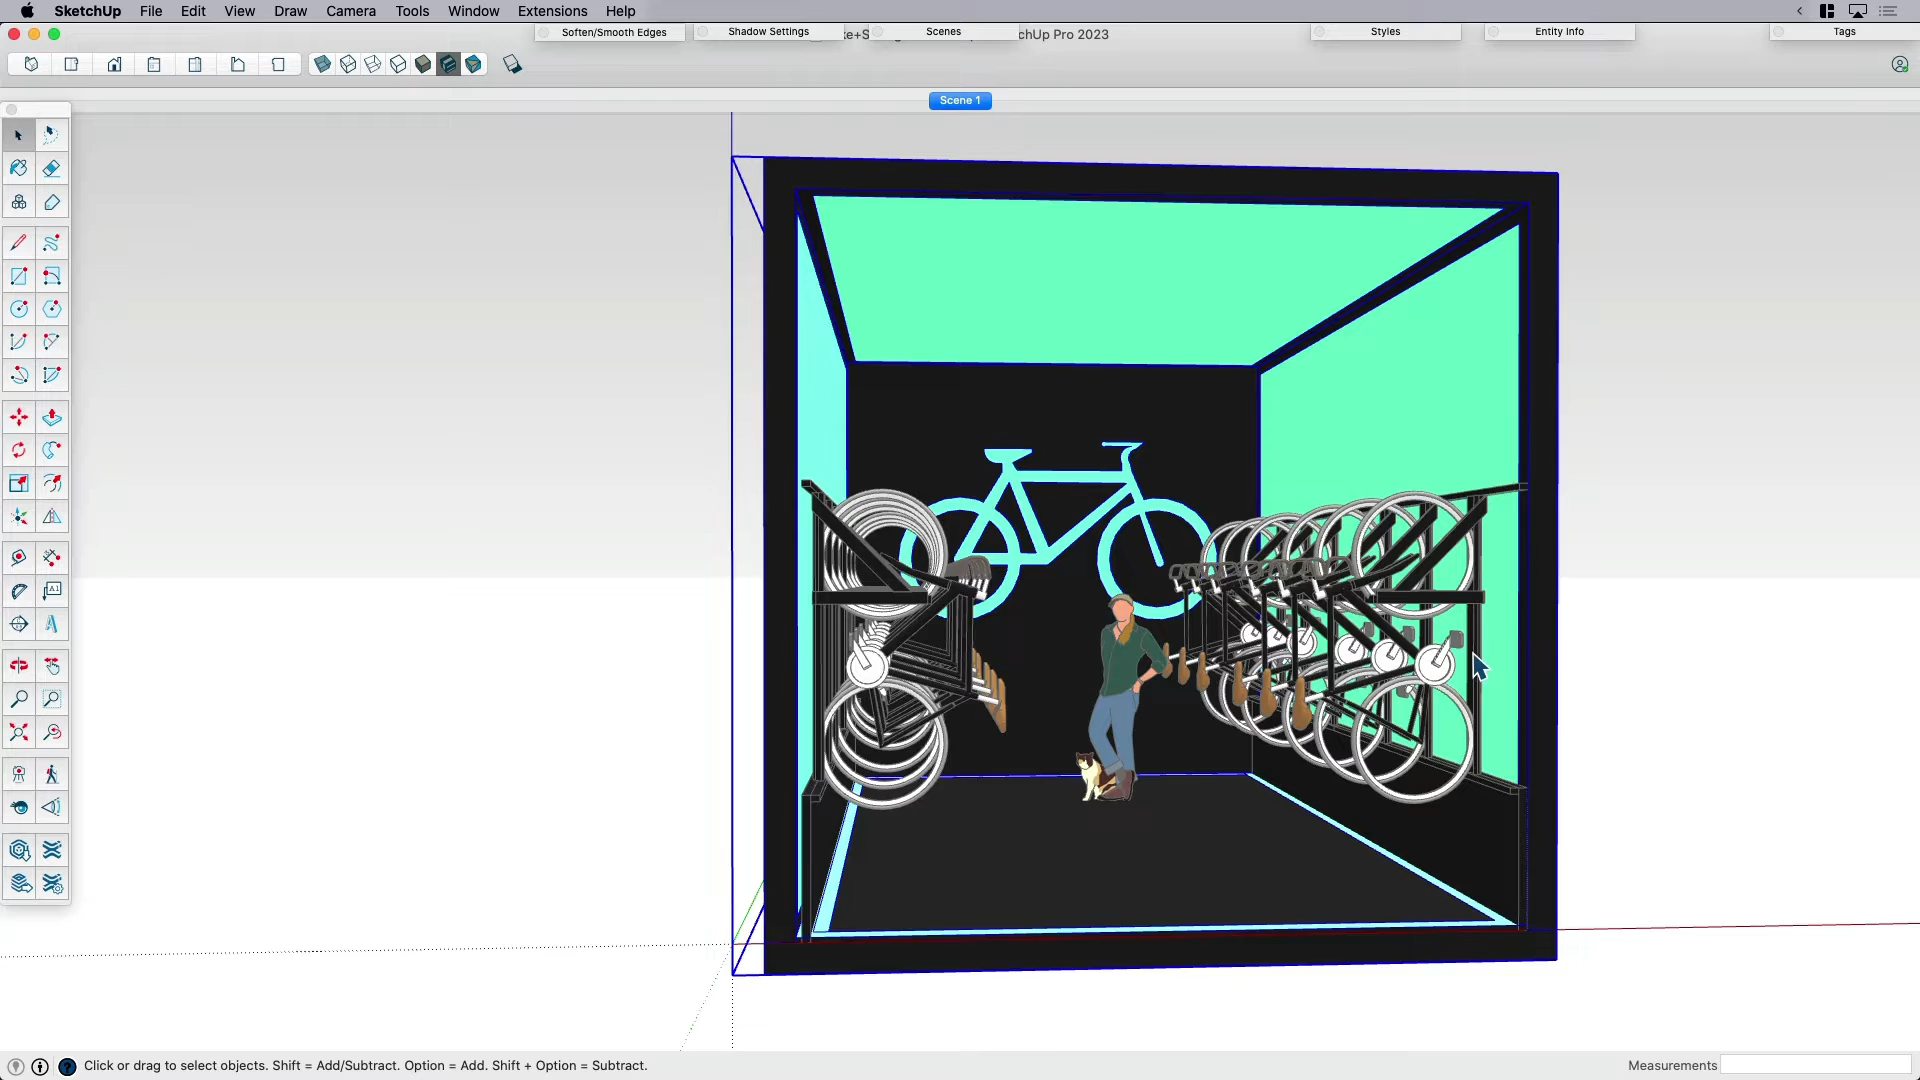 SketchUp File Edit View Draw Camera Tools Window Extensions Help
Soften/Smooth Edges Shadow Settings Scenes chUp Pro 2023 Styles Entity Info Tags
Scene 1
A1
Click or drag to select objects. Shift = Add/Subtract. Option = Add. Shift + Option = Subtract.
Measurements